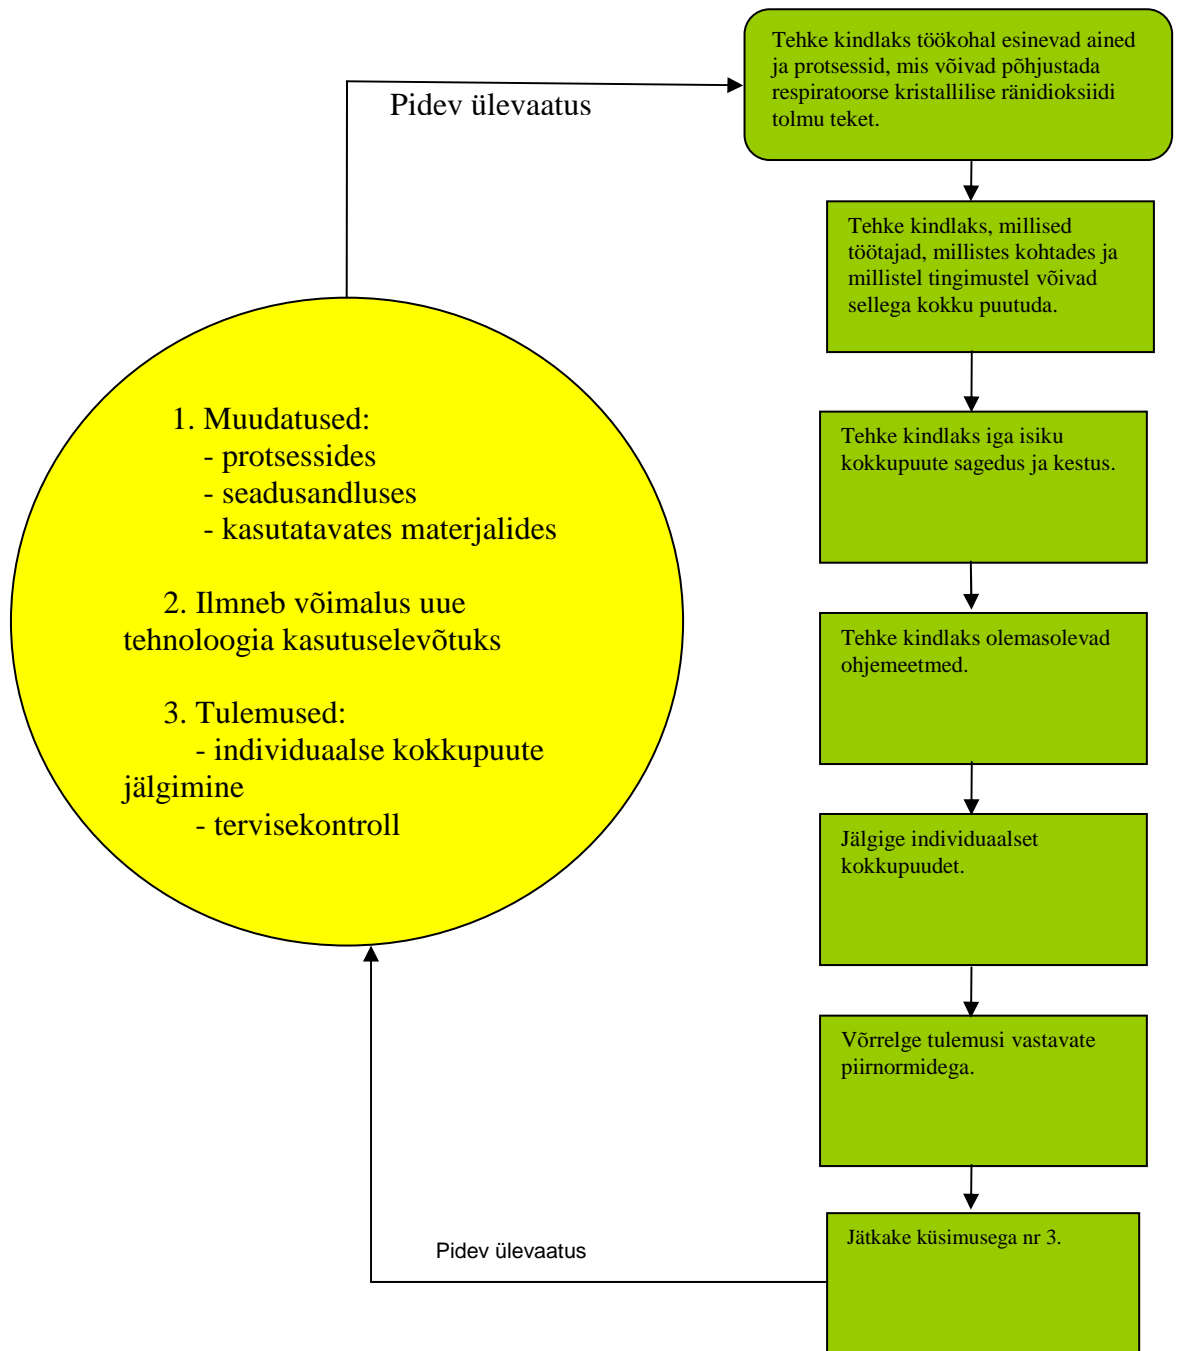 Tehke kindlaks töökohal esinevad ained
ja protsessid, mis võivad põhjustada
respiratoorse kristallilise ränidioksiidi
tolmu teket.
Pidev ülevaatus
Tehke kindlaks, millised
töötajad, millistes kohtades ja
millistel tingimustel võivad
sellega kokku puutuda.
Tehke kindlaks iga isiku
kokkupuute sagedus ja kestus.
Tehke kindlaks olemasolevad
ohjemeetmed.
Jälgige individuaalset
kokkupuudet.
Võrrelge tulemusi vastavate
piirnormidega.
Jätkake küsimusega nr 3.
Pidev ülevaatus
1. Muudatused:
- protsessides
- seadusandluses
- kasutatavates materjalides
2. Ilmneb võimalus uue
tehnoloogia kasutuselevõtuks
3. Tulemused:
- individuaalse kokkupuute
jälgimine
- tervisekontroll